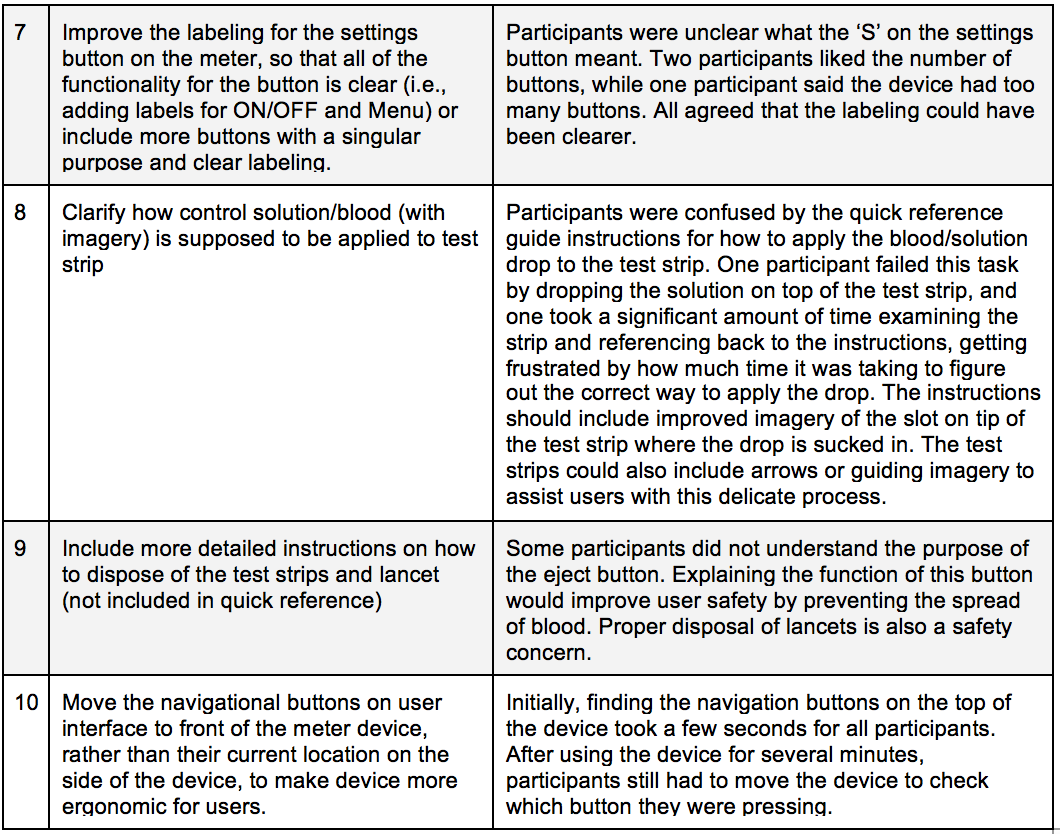 7
Improve the labeling for the settings
button on the meter, so that all of the
functionality for the button is clear (i.e.,
adding labels for ON/OFF and Menu) or
include more buttons with a singular
purpose and clear labeling.
Participants were unclear what the ‘S’ on the settings
button meant. Two participants liked the number of
buttons, while one participant said the device had too
many buttons. All agreed that the labeling could have
been clearer.
8
Clarify how control solution/blood (with
imagery) is supposed to be applied to test
strip
Participants were confused by the quick reference
guide instructions for how to apply the blood/solution
drop to the test strip. One participant failed this task
by dropping the solution on top of the test strip, and
one took a significant amount of time examining the
strip and referencing back to the instructions, getting
frustrated by how much time it was taking to figure
out the correct way to apply the drop. The instructions
should include improved imagery of the slot on tip of
the test strip where the drop is sucked in. The test
strips could also include arrows or guiding imagery to
assist users with this delicate process.
9
Include more detailed instructions on how
to dispose of the test strips and lancet
(not included in quick reference)
Some participants did not understand the purpose of
the eject button. Explaining the function of this button
would improve user safety by preventing the spread
of blood. Proper disposal of lancets is also a safety
concern.
10
Move the navigational buttons on user
interface to front of the meter device,
rather than their current location on the
side of the device, to make device more
ergonomic for users.
Initially, finding the navigation buttons on the top of
the device took a few seconds for all participants.
After using the device for several minutes,
participants still had to move the device to check
which button they were pressing.